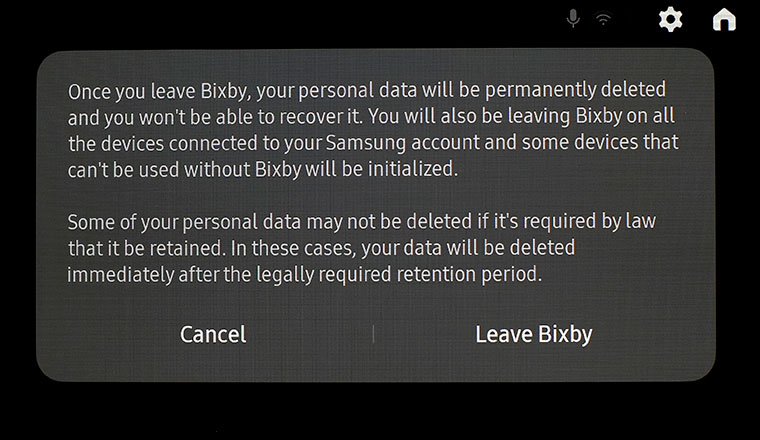 Once you leave Bixby, your personal data will be permanently deleted
and you won't be able to recover it. You will also be leaving Bixby on all
the devices connected to your Samsung account and some devices that
can't be used without Bixby will be initialized.
Some of your personal data may not be deleted if it's required by law
that it be retained. In these cases, your data will be deleted
immediately after the legally required retention period.
Cancel
Leave Bixby